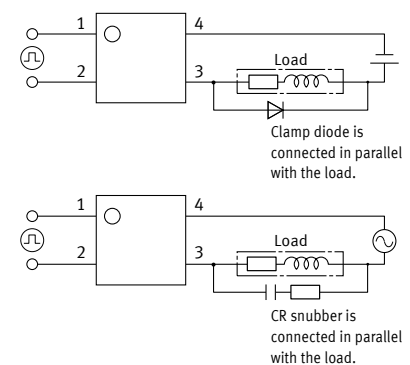 1 4
Load
2 3
Clamp diode is
connected in parallel
with the load.
1 4
Load
2 3
CR snubber is
connected in parallel
with the load.